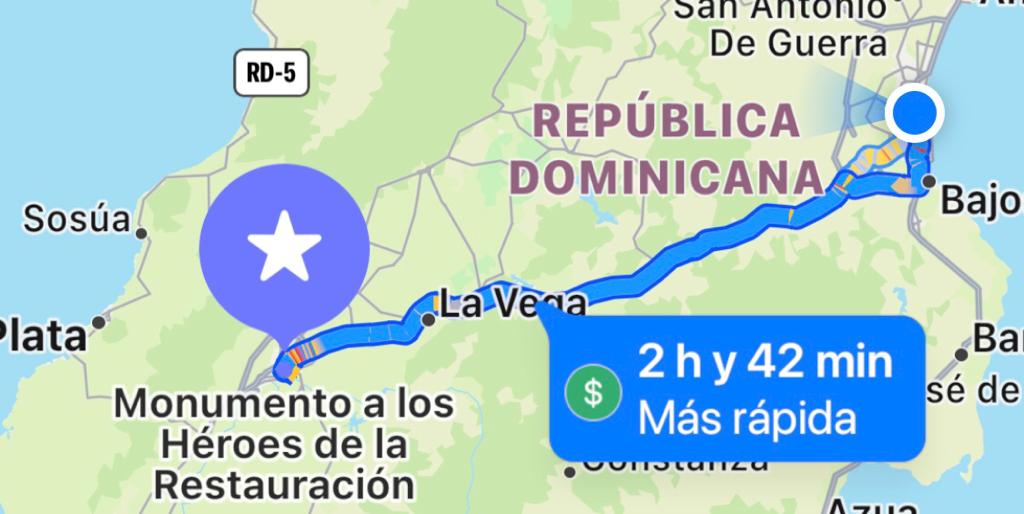 San Antonio
De Guerra
RD-5
REPÚBLICA
DOMINICANA
Sosúa
Bajo
La Vega
Plata
2 h y 42 min
$
Más rápida
Ba
sé de
Monumento a los
Héroes de la
Restauración
Constanza
Azua